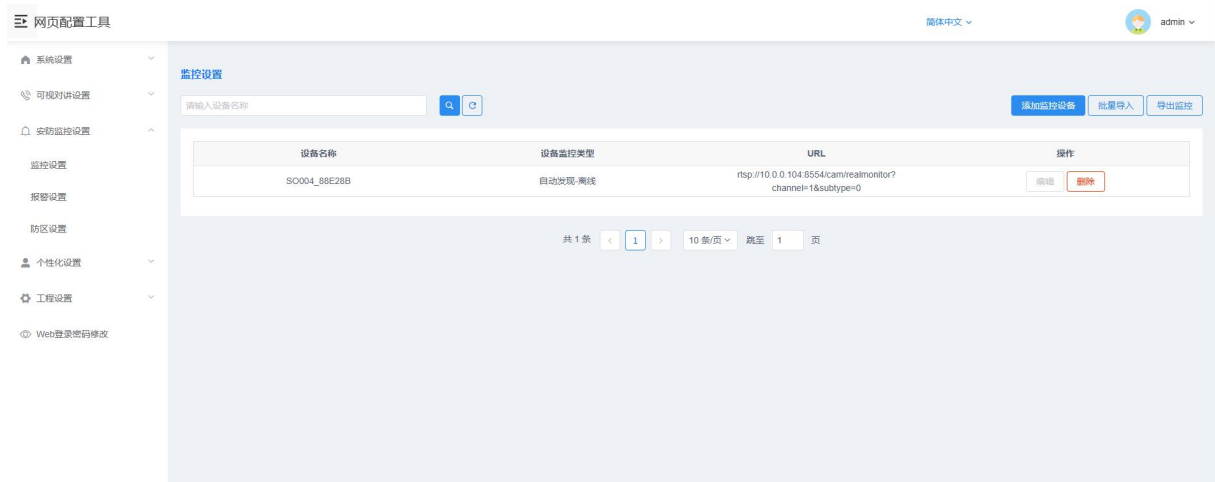 网页配置工具
简体中文
admin
系统设置
可视对讲设置
安防监控设置
监控设置
报警设置
防区设置
个性化设置
工程设置
Web登录密码修改
监控设置
请输入设备名称
添加监控设备 批量导入 导出监控
设备名称 设备监控类型 URL 操作
SO004_88E28B 自动发现-离线 rtsp://10.0.0.104:8554/cam/realmonitor?
channel=1&subtype=0 编辑 删除
共 1 条 < 1 > 10 条/页 跳至 1 页